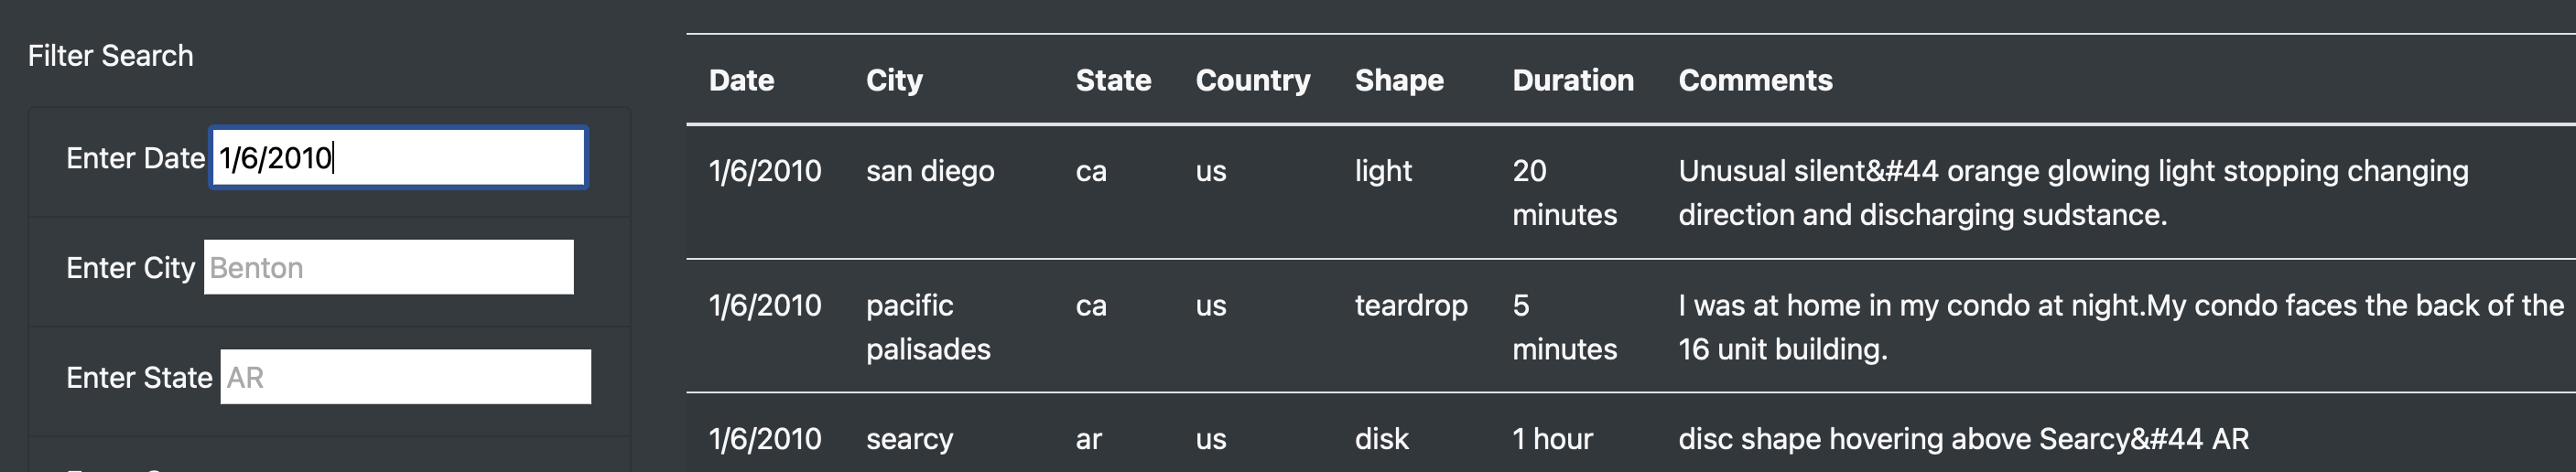 Filter Search
Enter Date 1/6/2010
Enter City Benton
Enter State AR
Date City State Country Shape Duration Comments
1/6/2010 san diego ca us light 20 Unusual silent&#44 orange glowing light stopping changing
minutes direction and discharging sudstance.
1/6/2010 pacific ca us teardrop 5 I was at home in my condo at night.My condo faces the back of the
palisades minutes 16 unit building.
1/6/2010 searcy ar us disk 1 hour disc shape hovering above Searcy&#44 AR